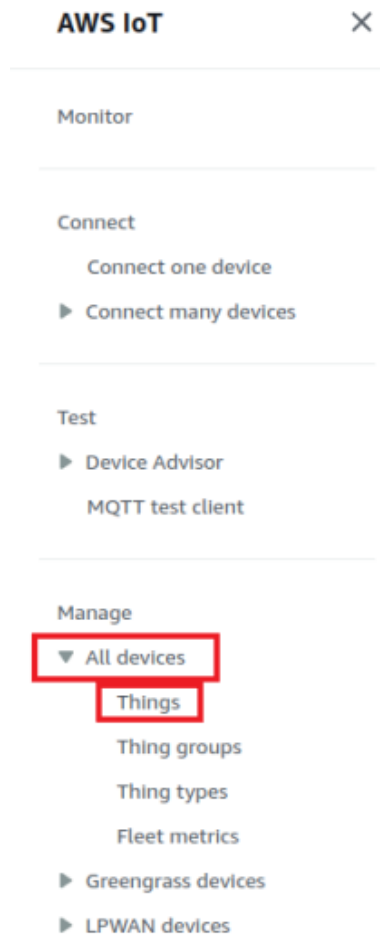 AWS IoT
Monitor
Connect
Connect one device
Connect many devices
Test
Device Advisor
MQTT test client
Manage
All devices
Things
Thing groups
Thing types
Fleet metrics
Greengrass devices
LPWAN devices